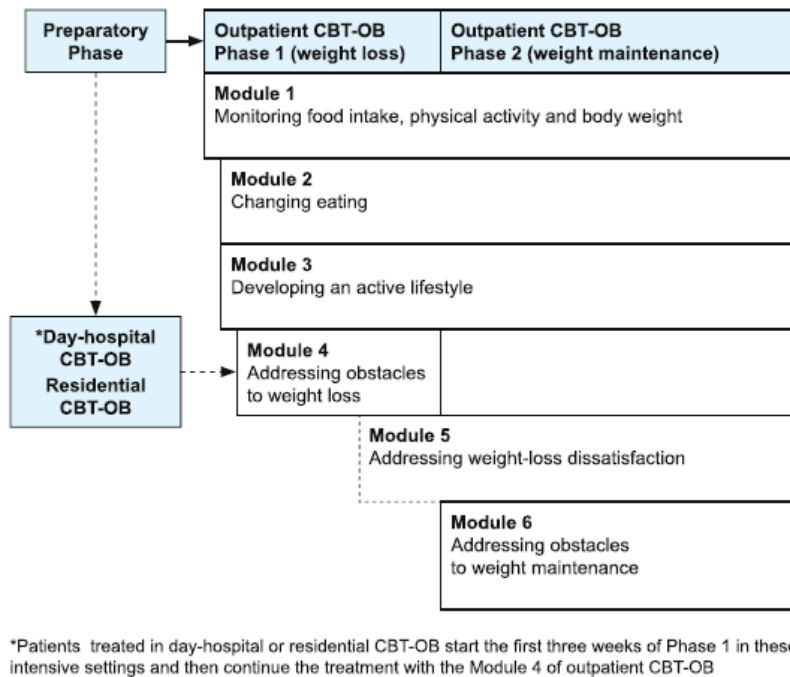 Preparatory
Phase
Outpatient CBT-OB
Phase 1 (weight loss)
Outpatient CBT-OB
Phase 2 (weight maintenance)
Module 1
Monitoring food intake, physical activity and body weight
Module 2
Changing eating
Module 3
Developing an active lifestyle
*Day-hospital
CBT-OB
Residential
CBT-OB
Module 4
Addressing obstacles
to weight loss
Module 5
Addressing weight-loss dissatisfaction
Module 6
Addressing obstacles
to weight maintenance
*Patients treated in day-hospital or residential CBT-OB start the first three weeks of Phase 1 in these
intensive settings and then continue the treatment with the Module 4 of outpatient CBT-OB